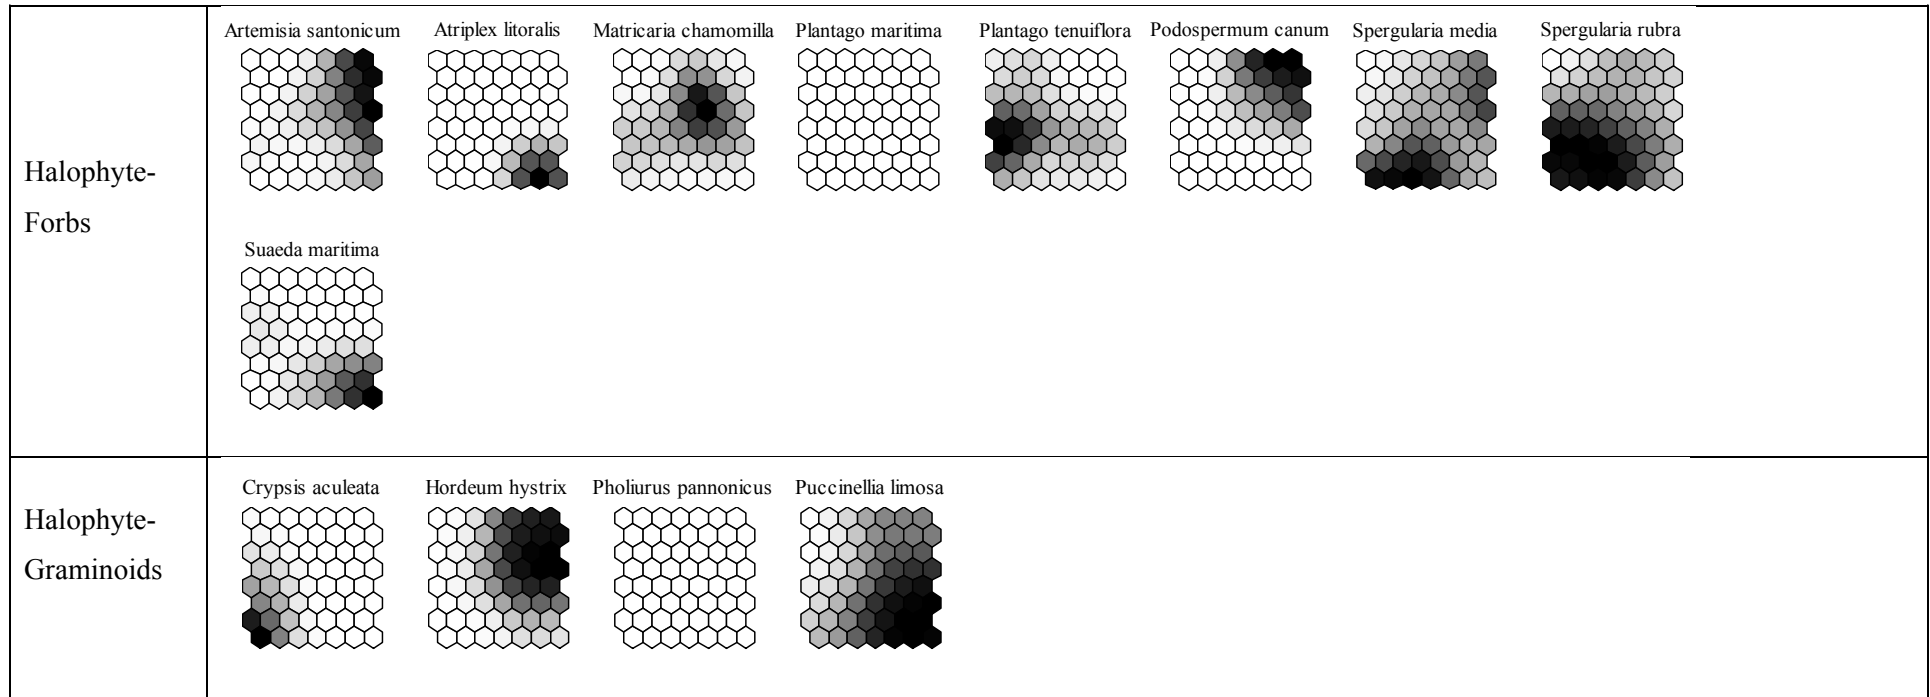 Halophyte-
Forbs
Artemisia santonicum Atriplex litoralis Matricaria chamomilla Plantago maritima Plantago tenuiflora Podospermum canum Spergularia media Spergularia rubra
Suaeda maritima
Halophyte-
Graminoids
Crypsis aculeata Hordeum hystrix Pholiurus pannonicus Puccinellia limosa